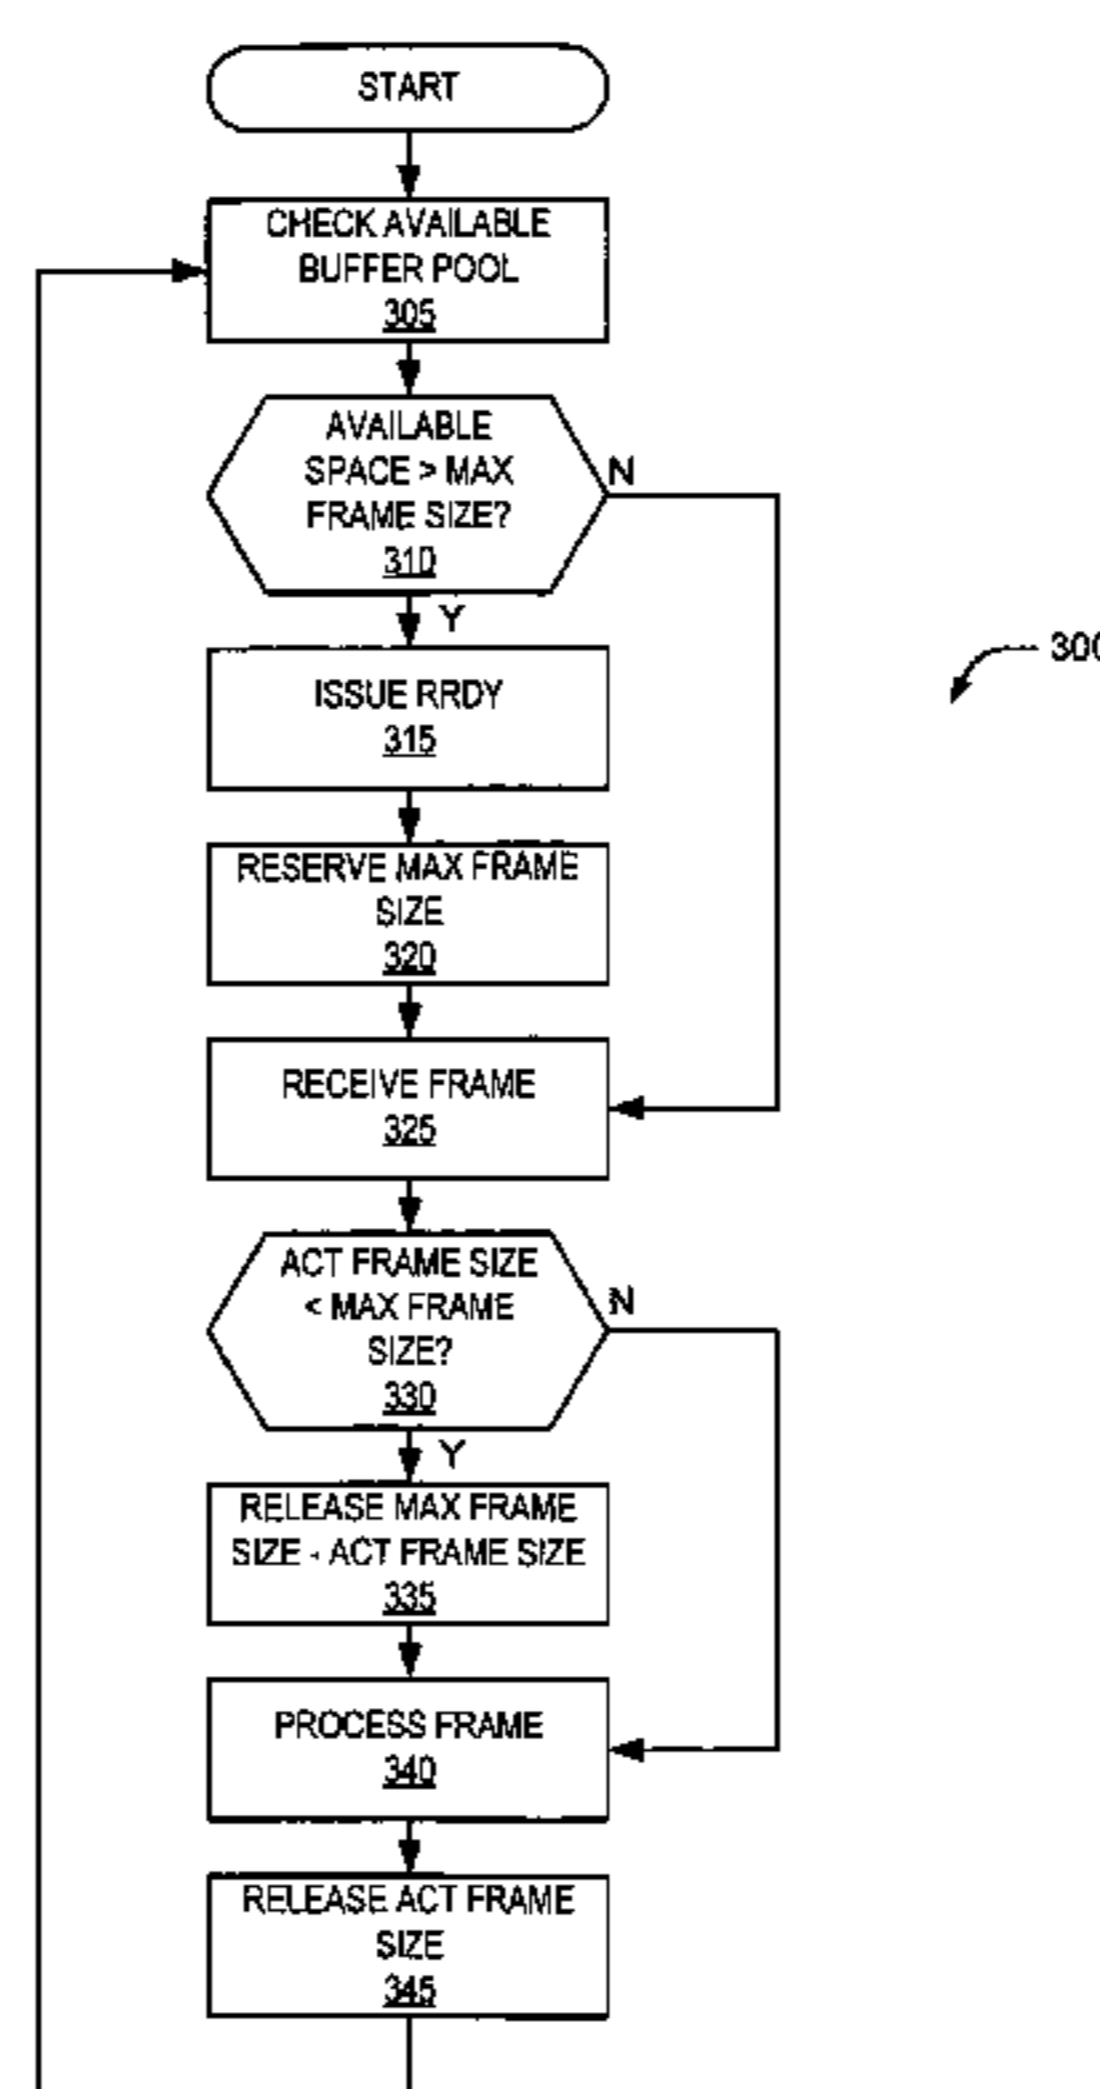 START
CHECK AVAILABLE
BUFFER POOL
305
AVAILABLE
SPACE > MAX
FRAME SIZE?
310
N
Y
ISSUE RRDY
315
300
RESERVE MAX FRAME
SIZE
320
RECEIVE FRAME
325
ACT FRAME SIZE
< MAX FRAME
SIZE?
330
N
Y
RELEASE MAX FRAME
SIZE - ACT FRAME SIZE
335
PROCESS FRAME
340
RELEASE ACT FRAME
SIZE
345